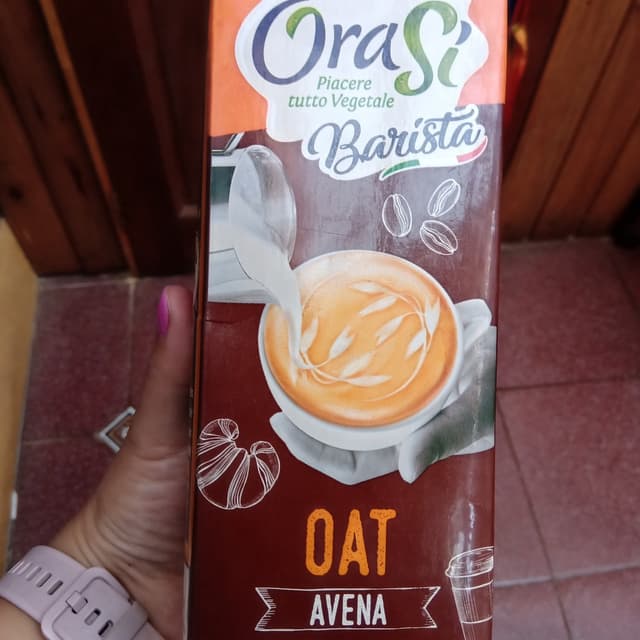 OraSì
Piacere
tutto Vegetale
Barista
OAT
AVENA